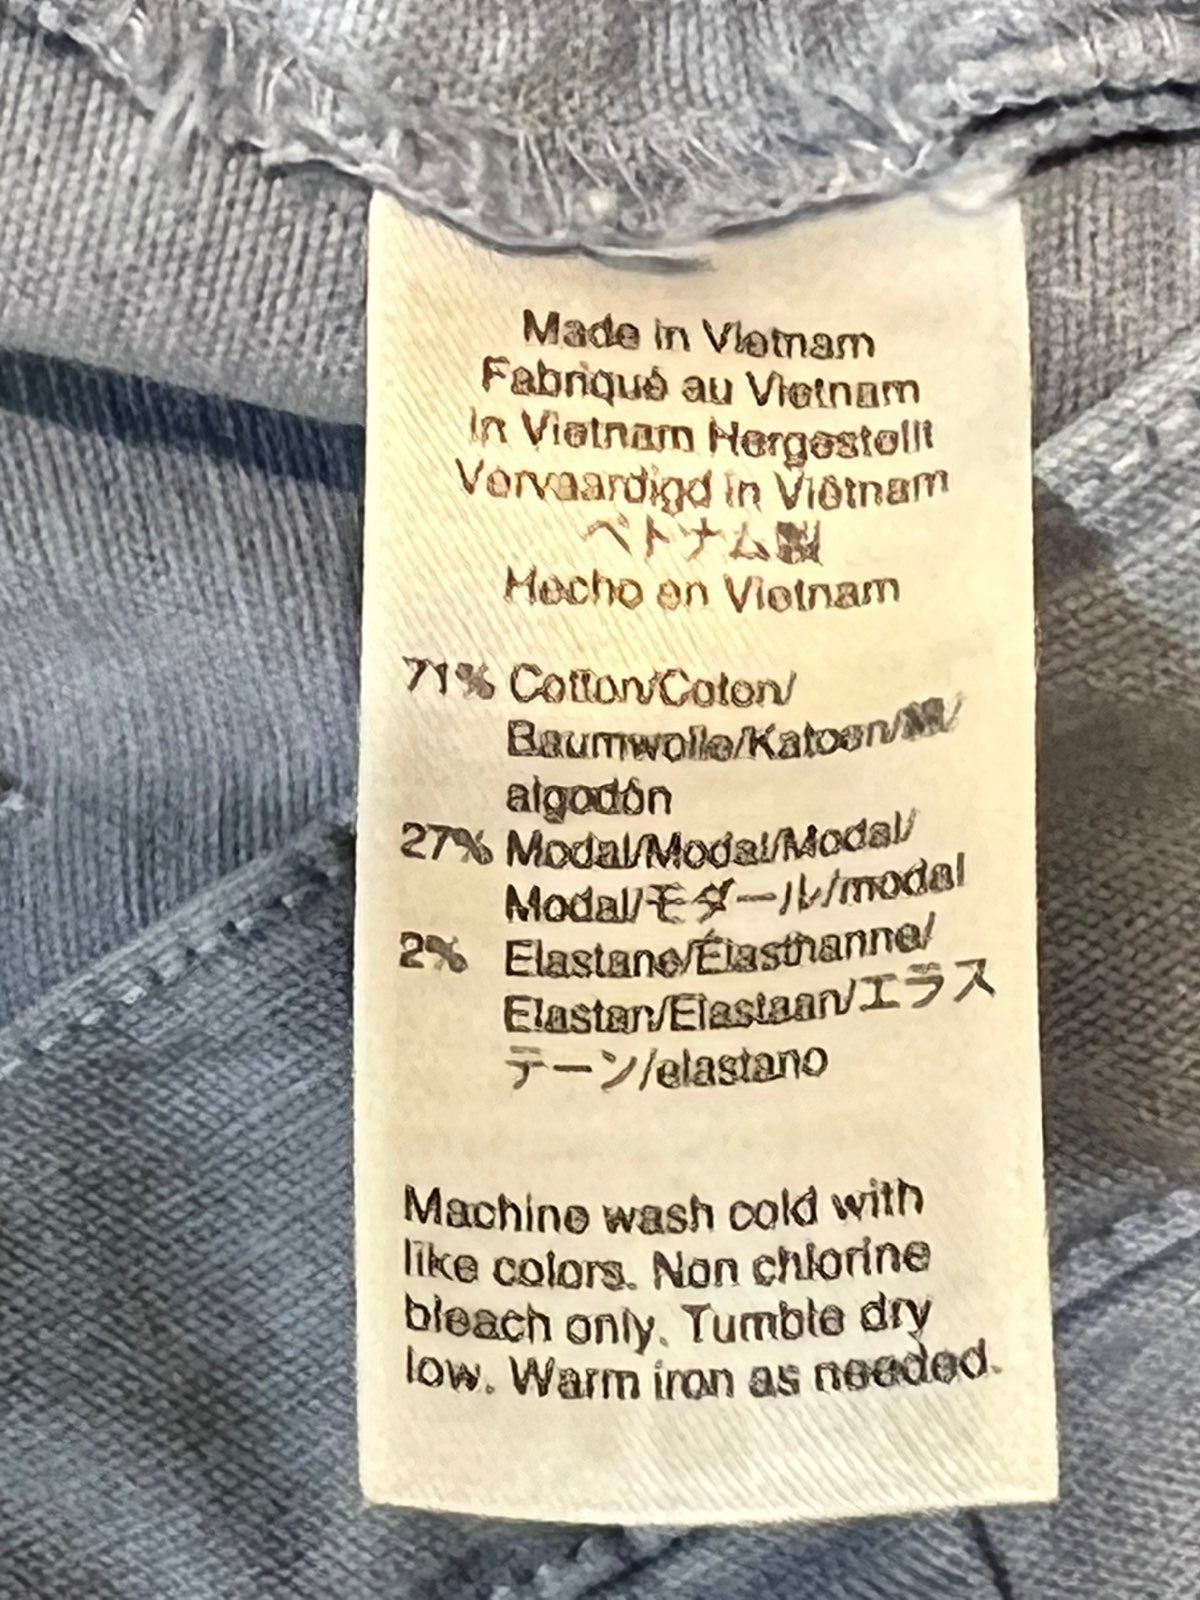 Made in Vietnam
Fabriqué au Vietnam
In Vietnam Hergestellt
Vervaardigd in Viëtnam
ベトナム製
Hecho en Vietnam
71% Cotton/Coton/
Baumwolle/Katoen/綿/
algodón
27% Modal/Modal/Modal/
Modal/モダール/modal
2% Elastane/Élasthanne/
Elastan/Elastaan/エラス
テーン/elastano
Machine wash cold with
like colors. Non chlorine
bleach only. Tumble dry
low. Warm iron as needed.